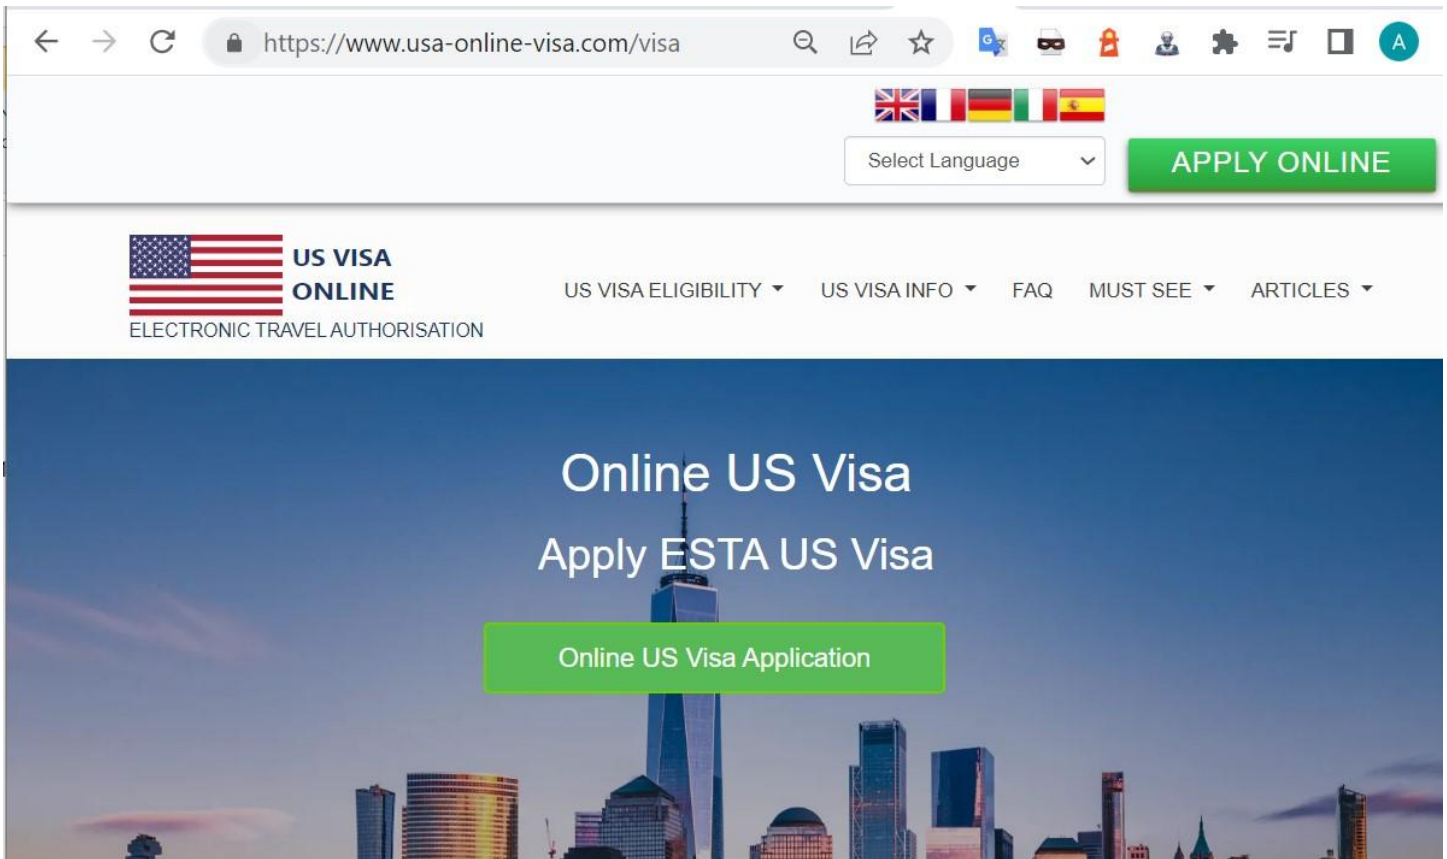 https://www.usa-online-visa.com/visa
A
Select Language
APPLY ONLINE
US VISA
ONLINE
ELECTRONIC TRAVEL AUTHORISATION
US VISA ELIGIBILITY
US VISA INFO
FAQ
MUST SEE
ARTICLES
Online US Visa
Apply ESTA US Visa
Online US Visa Application